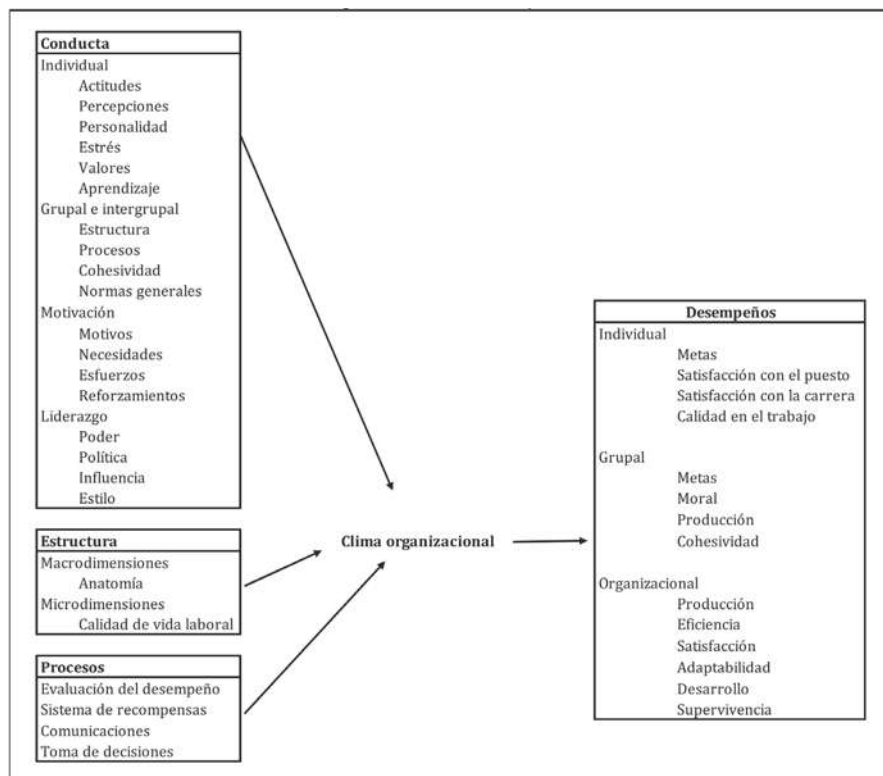 Conducta
Individual
Actitudes
Percepciones
Personalidad
Estrés
Valores
Aprendizaje
Grupal e intergrupal
Estructura
Procesos
Cohesividad
Normas generales
Motivación
Motivos
Necesidades
Esfuerzos
Reforzamientos
Liderazgo
Poder
Política
Influencia
Estilo
Estructura
Macrodimensiones
Anatomía
Microdimensiones
Calidad de vida laboral
Procesos
Evaluación del desempeño
Sistema de recompensas
Comunicaciones
Toma de decisiones
Clima organizacional
Desempeños
Individual
Metas
Satisfacción con el puesto
Satisfacción con la carrera
Calidad en el trabajo
Grupal
Metas
Moral
Producción
Cohesividad
Organizacional
Producción
Eficiencia
Satisfacción
Adaptabilidad
Desarrollo
Supervivencia